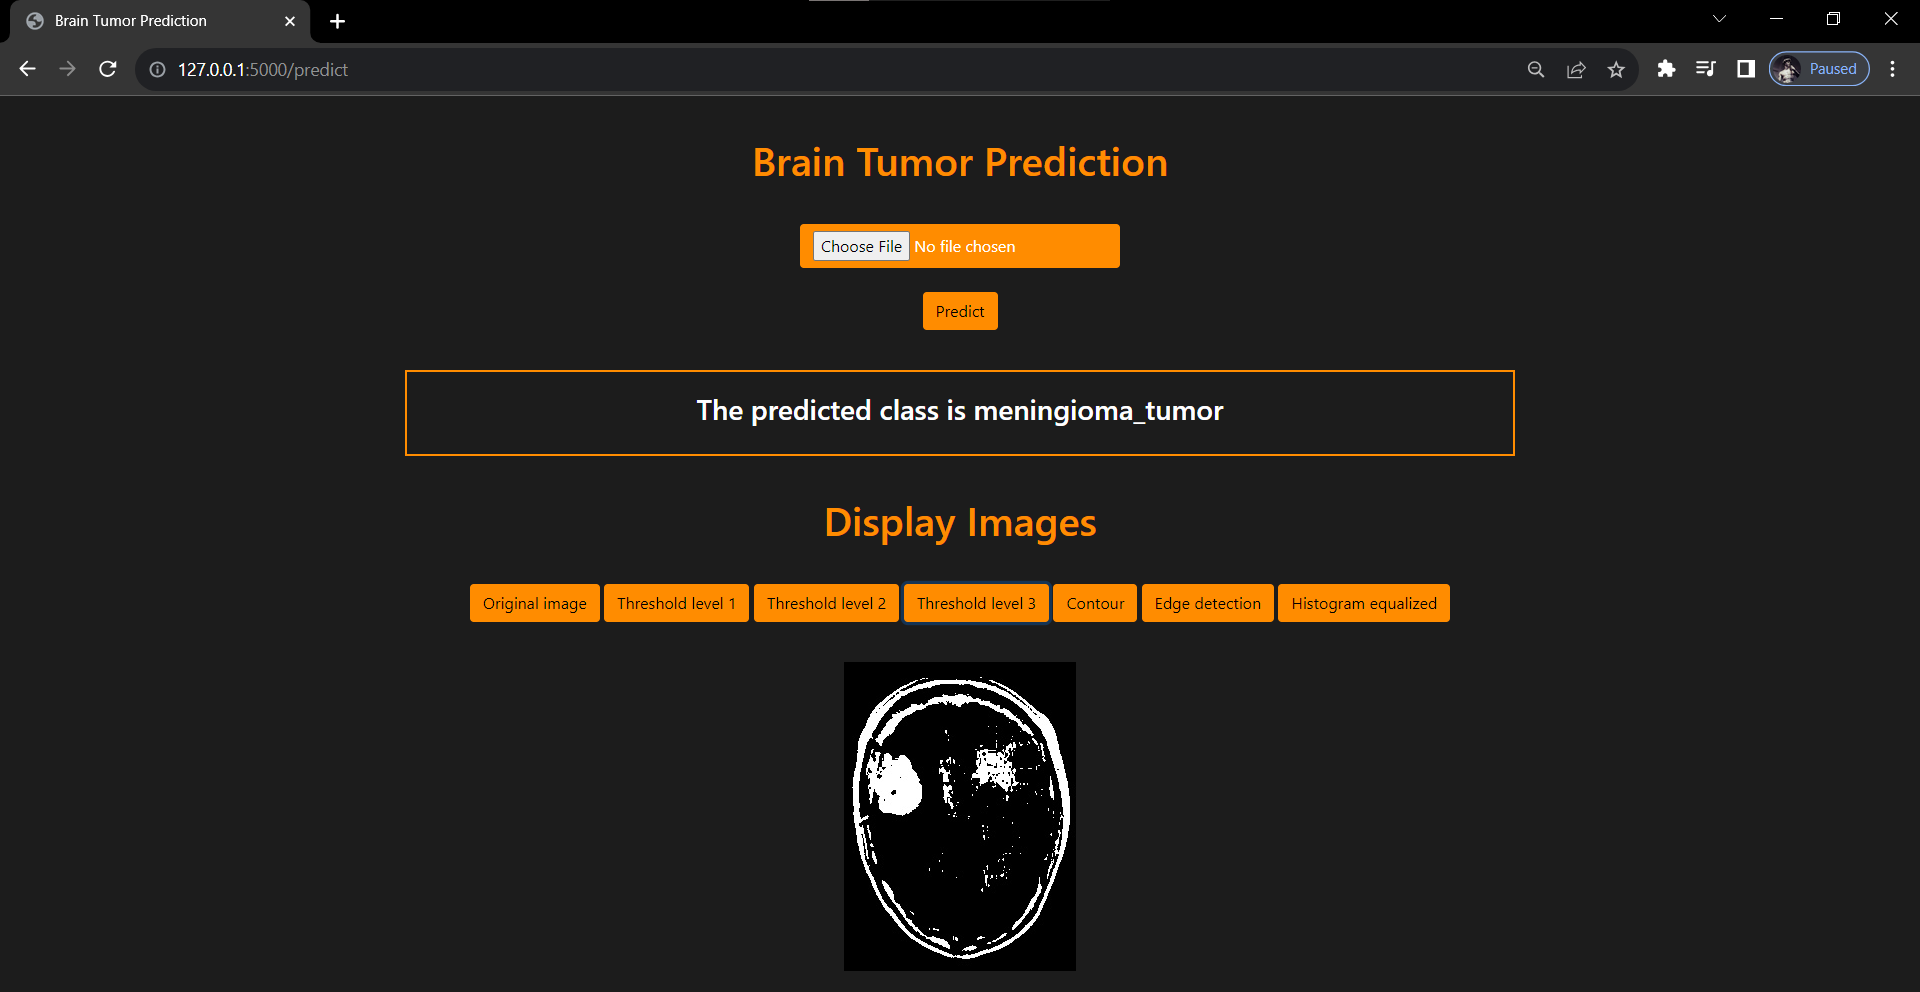 Brain Tumor Prediction
127.0.0.1:5000/predict
Paused
Brain Tumor Prediction
Choose File No file chosen
Predict
The predicted class is meningioma_tumor
Display Images
Original image Threshold level 1 Threshold level 2 Threshold level 3 Contour Edge detection Histogram equalized